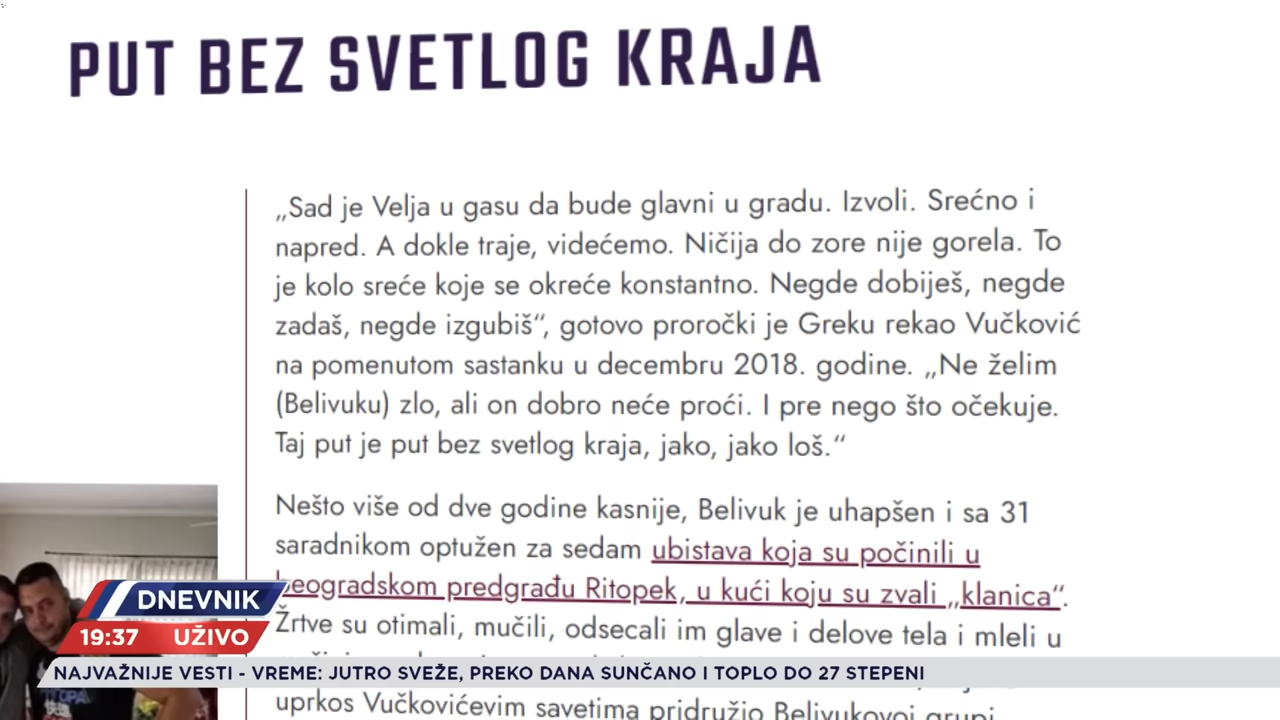 PUT BEZ SVETLOG KRAJA
„Sad je Velja u gasu da bude glavni u gradu. Izvoli. Srećno i
napred. A dokle traje, videćemo. Ničija do zore nije gorela. To
je kolo sreće koje se okreće konstantno. Negde dobiješ, negde
zadaš, negde izgubiš“, gotovo proročki je Greku rekao Vučković
na pomenutom sastanku u decembru 2018. godine. „Ne želim
(Belivuku) zlo, ali on dobro neće proći. I pre nego što očekuje.
Taj put je put bez svetlog kraja, jako, jako loš.“
Nešto više od dve godine kasnije, Belivuk je uhapšen i sa 31
saradnikom optužen za sedam ubistava koja su počinili u
beogradskom predgrađu Ritopek, u kući koju su zvali „klanica“.
Žrtve su otimali, mučili, odsecali im glave i delove tela i mleli u
uprkos Vučkovićevim savetima pridružio Belivukovoj grupi
DNEVNIK
19:37 UŽIVO
NAJVAŽNIJE VESTI - VREME: JUTRO SVEŽE, PREKO DANA SUNČANO I TOPLO DO 27 STEPENI